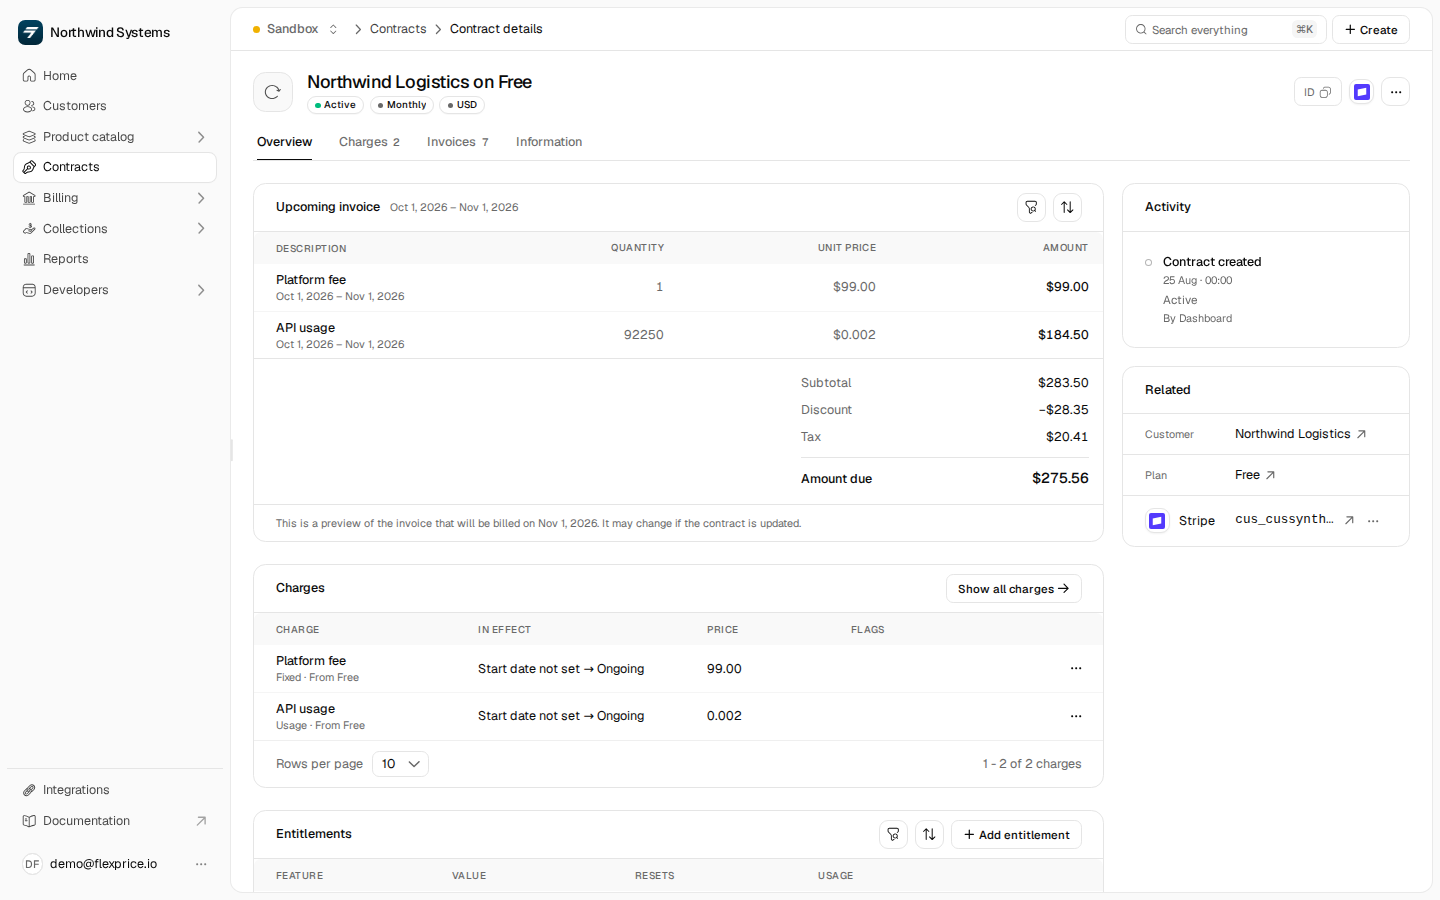 Northwind Systems
Home
Customers
Product catalog
Contracts
Billing
Collections
Reports
Developers
Integrations
Documentation
DF demo@flexprice.io
Sandbox Contracts Contract details
Search everything ⌘K
+ Create
Northwind Logistics on Free
Active Monthly USD
ID
Overview Charges 2 Invoices 7 Information
Upcoming invoice Oct 1, 2026 – Nov 1, 2026
DESCRIPTION QUANTITY UNIT PRICE AMOUNT
Platform fee 1 $99.00 $99.00
Oct 1, 2026 – Nov 1, 2026
API usage 92250 $0.002 $184.50
Oct 1, 2026 – Nov 1, 2026
Subtotal $283.50
Discount −$28.35
Tax $20.41
Amount due $275.56
This is a preview of the invoice that will be billed on Nov 1, 2026. It may change if the contract is updated.
Charges
Show all charges →
CHARGE IN EFFECT PRICE FLAGS
Platform fee Start date not set → Ongoing 99.00
Fixed · From Free
API usage Start date not set → Ongoing 0.002
Usage · From Free
Rows per page 10
1 - 2 of 2 charges
Entitlements
+ Add entitlement
FEATURE VALUE RESETS USAGE
Activity
Contract created
25 Aug · 00:00
Active
By Dashboard
Related
Customer Northwind Logistics
Plan Free
Stripe cus_cussynth…